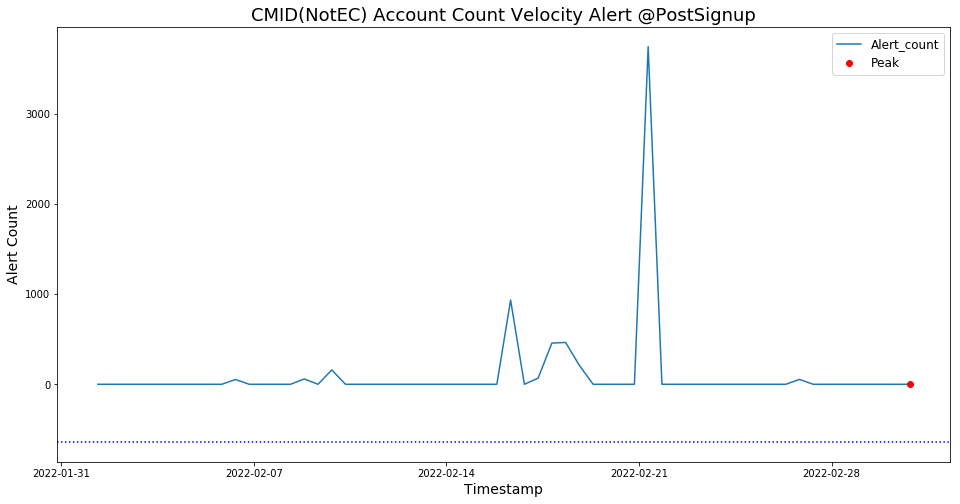 CMID(NotEC) Account Count Velocity Alert @PostSignup
Alert_count
Peak
3000
2000
1000
0
Alert Count
2022-01-31
2022-02-07
2022-02-14
2022-02-21
2022-02-28
Timestamp